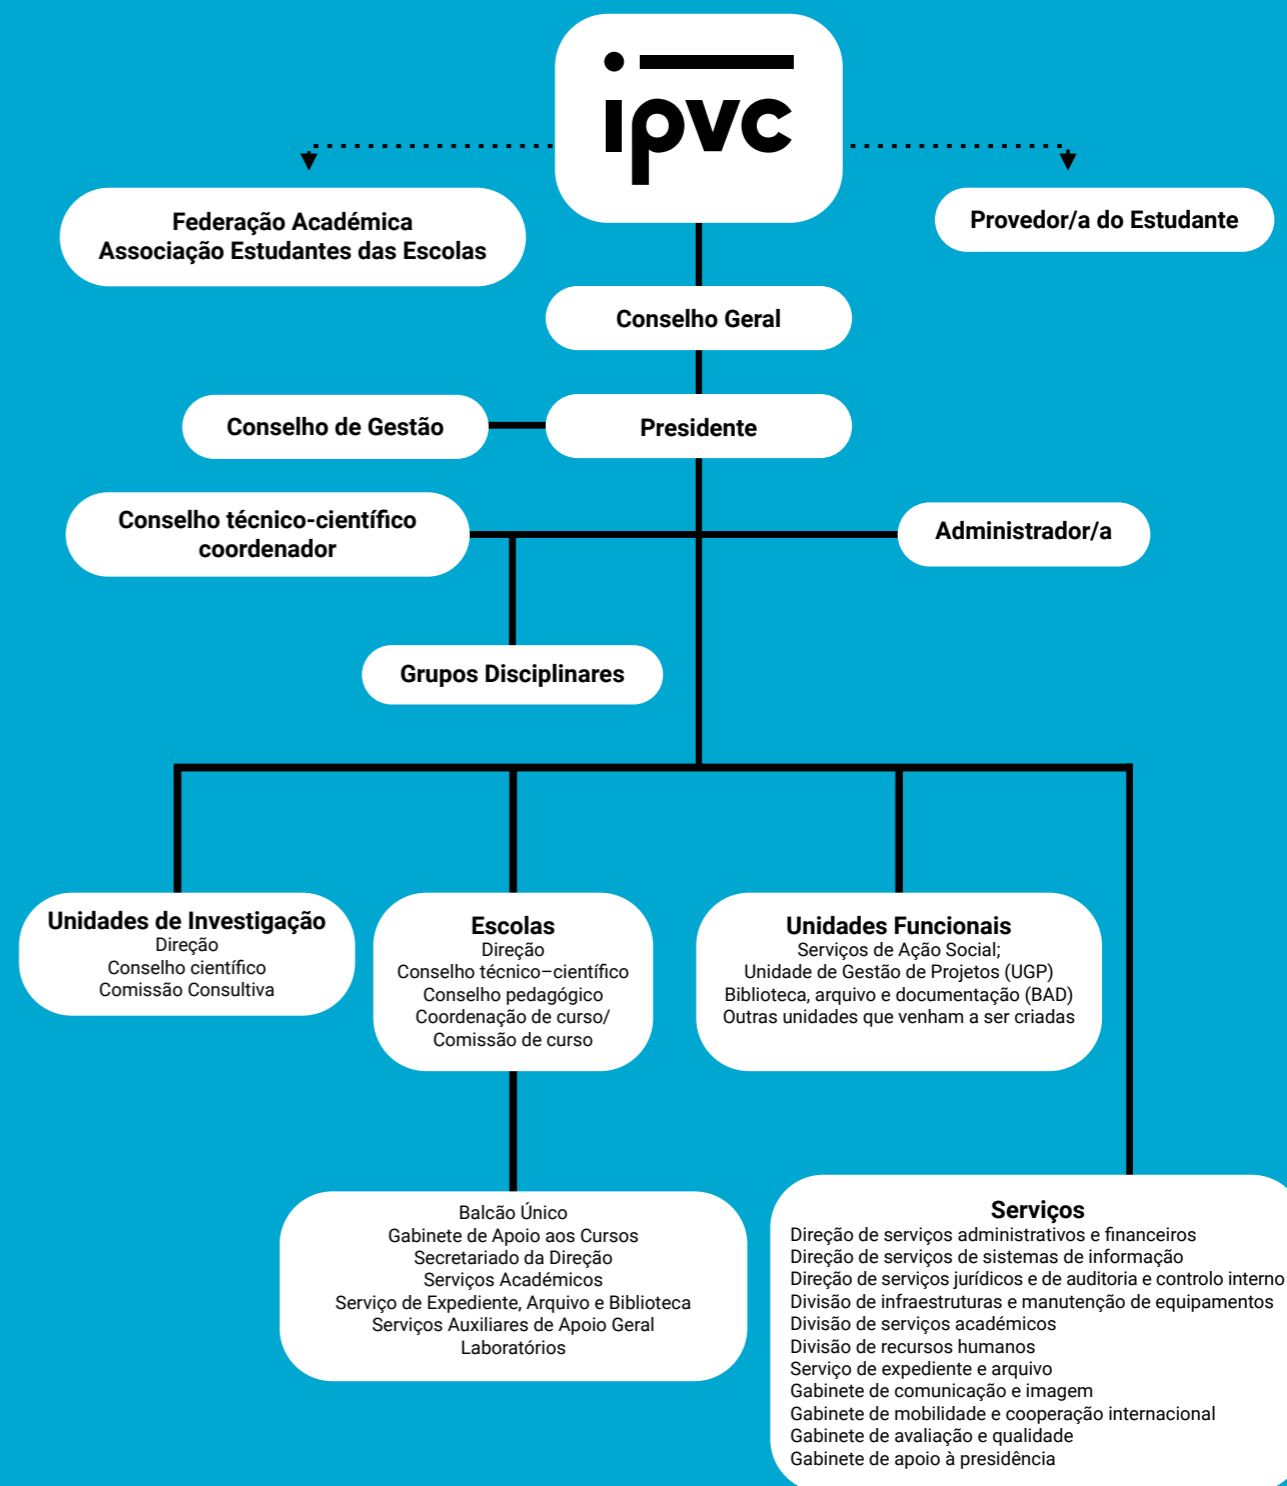 ipvc
Federação Académica
Associação Estudantes das Escolas
Provedor/a do Estudante
Conselho Geral
Conselho de Gestão
Presidente
Conselho técnico-científico
coordenador
Administrador/a
Grupos Disciplinares
Unidades de Investigação
Direção
Conselho científico
Comissão Consultiva
Escolas
Direção
Conselho técnico–científico
Conselho pedagógico
Coordenação de curso/
Comissão de curso
Unidades Funcionais
Serviços de Ação Social;
Unidade de Gestão de Projetos (UGP)
Biblioteca, arquivo e documentação (BAD)
Outras unidades que venham a ser criadas
Balcão Único
Gabinete de Apoio aos Cursos
Secretariado da Direção
Serviços Académicos
Serviço de Expediente, Arquivo e Biblioteca
Serviços Auxiliares de Apoio Geral
Laboratórios
Serviços
Direção de serviços administrativos e financeiros
Direção de serviços de sistemas de informação
Direção de serviços jurídicos e de auditoria e controlo interno
Divisão de infraestruturas e manutenção de equipamentos
Divisão de serviços académicos
Divisão de recursos humanos
Serviço de expediente e arquivo
Gabinete de comunicação e imagem
Gabinete de mobilidade e cooperação internacional
Gabinete de avaliação e qualidade
Gabinete de apoio à presidência